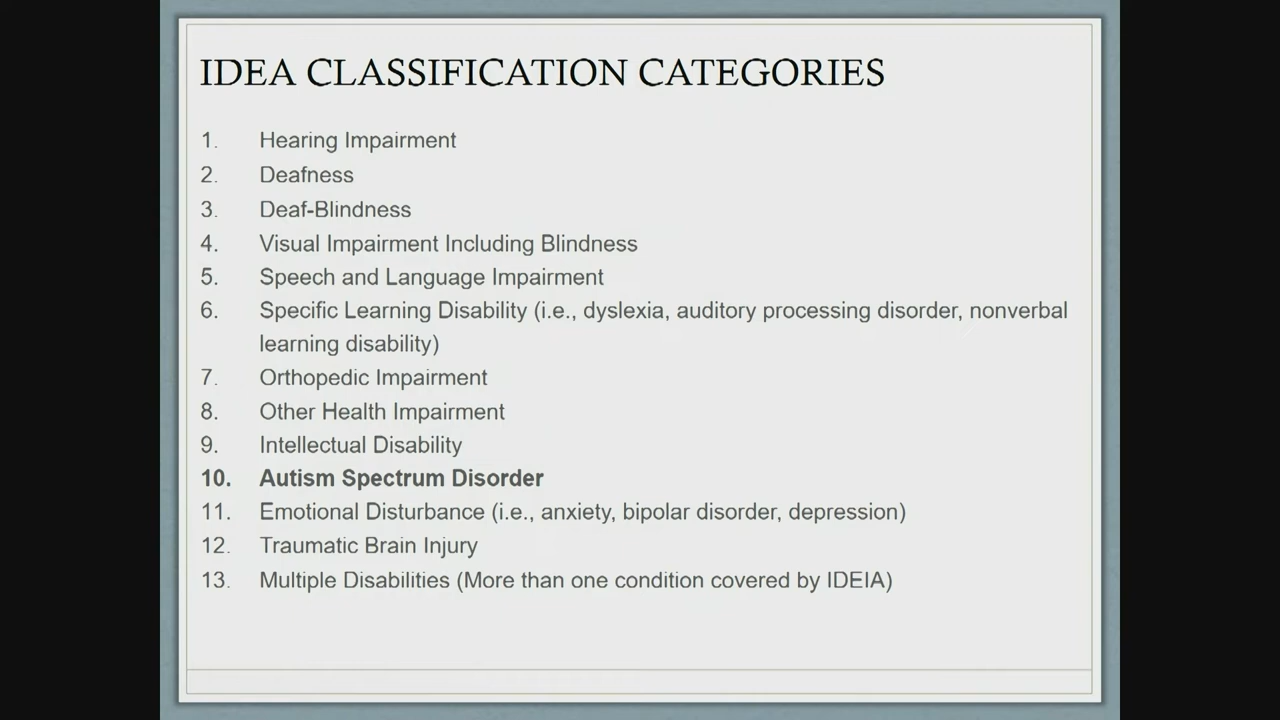 IDEA CLASSIFICATION CATEGORIES
1. Hearing Impairment
2. Deafness
3. Deaf-Blindness
4. Visual Impairment Including Blindness
5. Speech and Language Impairment
6. Specific Learning Disability (i.e., dyslexia, auditory processing disorder, nonverbal
learning disability)
7. Orthopedic Impairment
8. Other Health Impairment
9. Intellectual Disability
10. Autism Spectrum Disorder
11. Emotional Disturbance (i.e., anxiety, bipolar disorder, depression)
12. Traumatic Brain Injury
13. Multiple Disabilities (More than one condition covered by IDEIA)